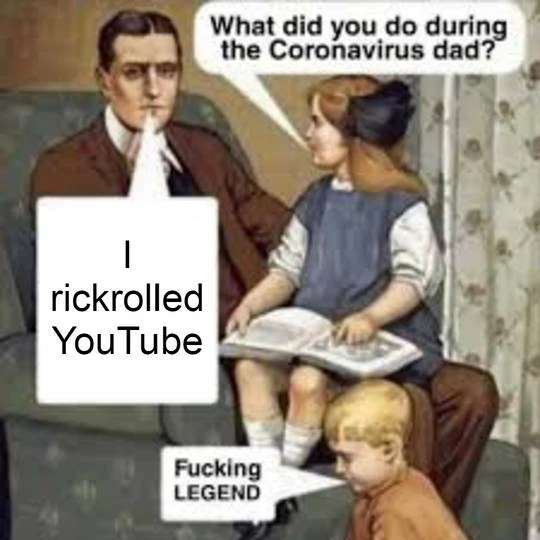 What did you do during
the Coronavirus dad?
I
rickrolled
YouTube
Fucking
LEGEND